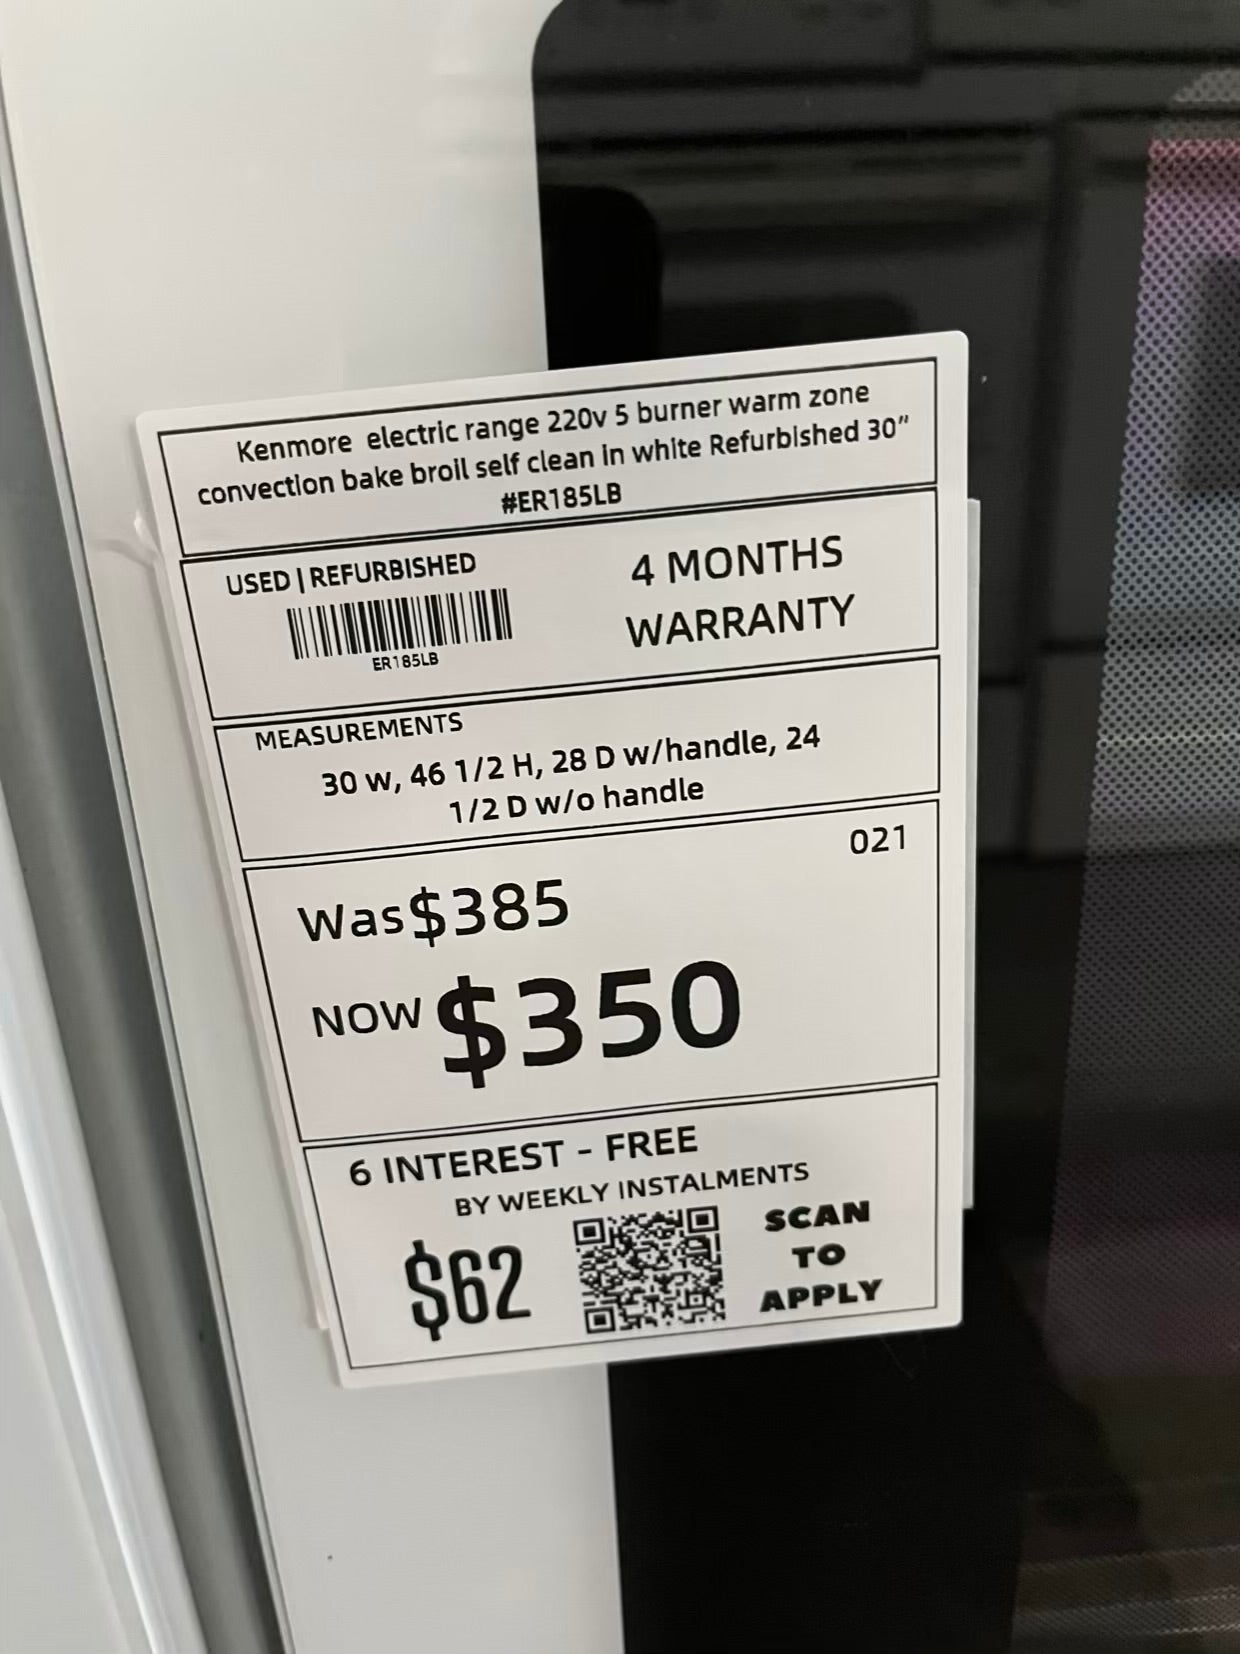 Kenmore electric range 220v 5 burner warm zone
convection bake broil self clean in white Refurbished 30”
#ER185LB
USED | REFURBISHED
4 MONTHS
WARRANTY
ER185LB
MEASUREMENTS
30 w, 46 1/2 H, 28 D w/handle, 24
1/2 D w/o handle
021
Was $385
NOW $350
6 INTEREST - FREE
BY WEEKLY INSTALMENTS
$62
SCAN
TO
APPLY